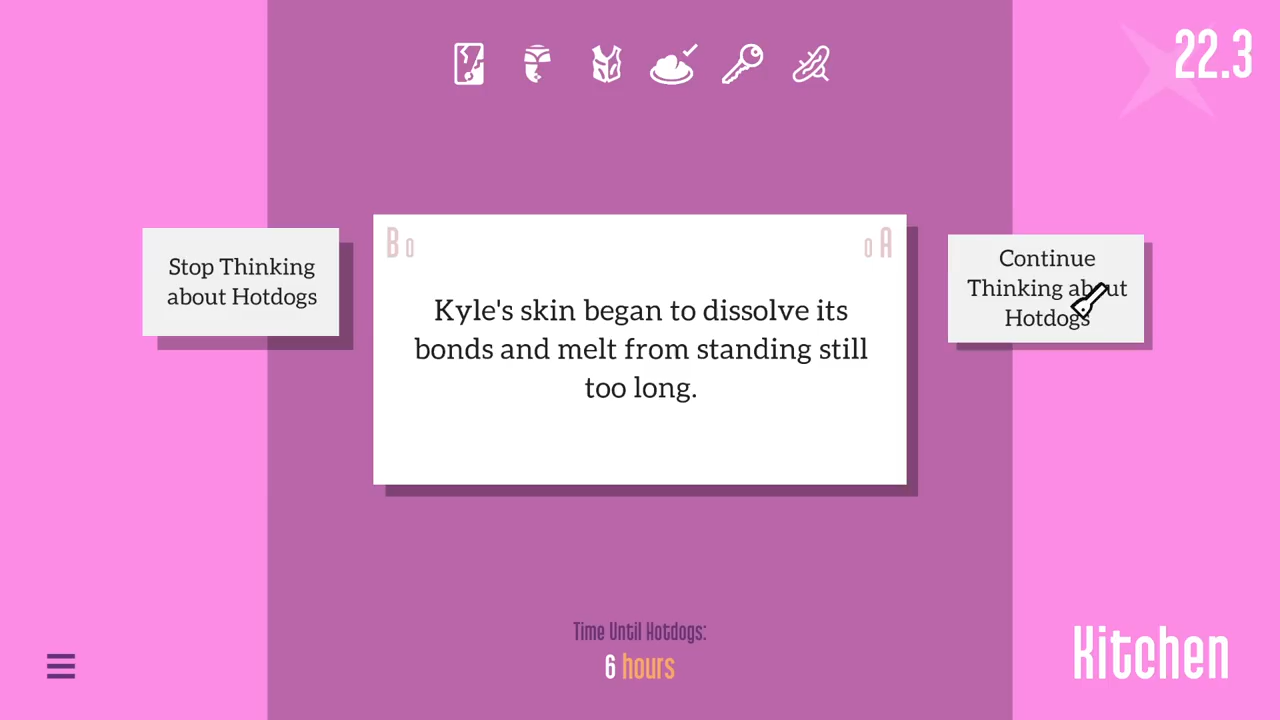 22.3
Stop Thinking
about Hotdogs
B 0
0 A
Kyle's skin began to dissolve its
bonds and melt from standing still
too long.
Continue
Thinking about
Hotdogs
Time Until Hotdogs:
6 hours
Kitchen